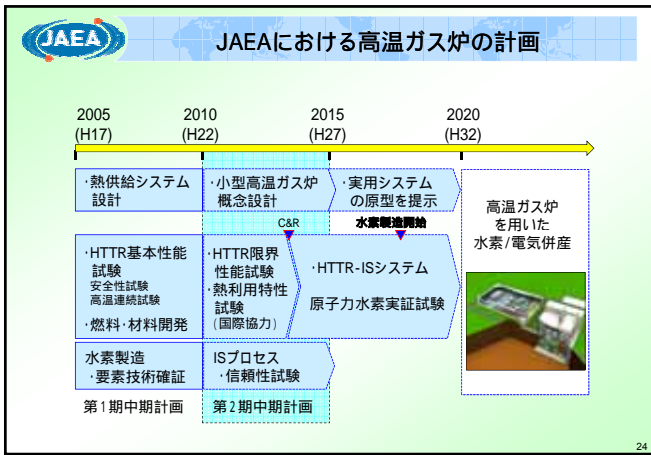 JAEA
JAEAにおける高温ガス炉の計画
2005
(H17)
2010
(H22)
2015
(H27)
2020
(H32)
・熱供給システム
設計
・小型高温ガス炉
概念設計
・実用システム
の原型を提示
C&R
水素製造開始
・HTTR基本性能
試験
安全性試験
高温連続試験
・燃料・材料開発
・HTTR限界
性能試験
・熱利用特性
試験
(国際協力)
・HTTR-ISシステム
原子力水素実証試験
水素製造
・要素技術確証
ISプロセス
・信頼性試験
第1期中期計画
第2期中期計画
高温ガス炉
を用いた
水素/電気併産
24